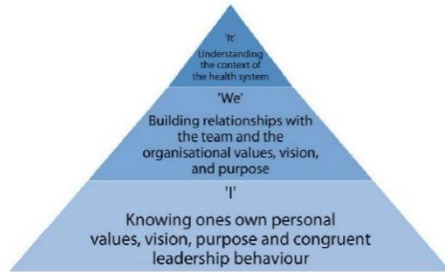 'It'
Understanding
the context of
the health system
'We'
Building relationships with
the team and the
organisational values, vision,
and purpose
'I'
Knowing ones own personal
values, vision, purpose and congruent
leadership behaviour